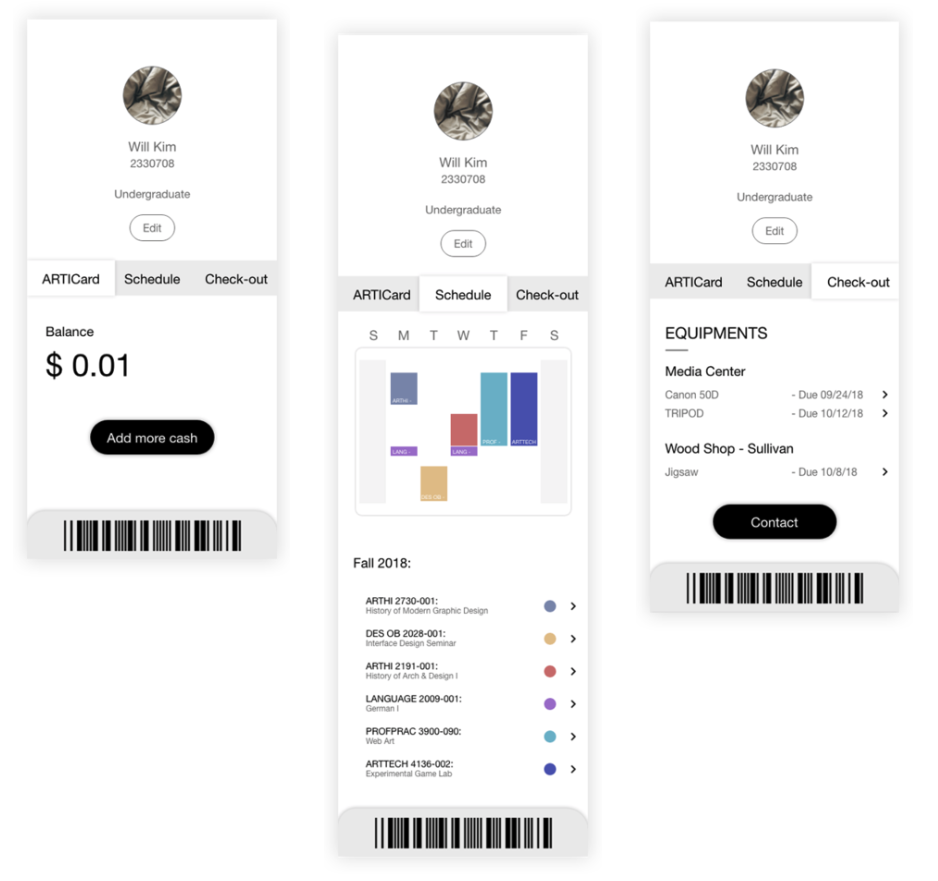 Will Kim
2330708
Undergraduate
Edit
ARTICard Schedule Check-out
Balance
$ 0.01
Add more cash
Will Kim
2330708
Undergraduate
Edit
ARTICard Schedule Check-out
S M T W T F S
ARTHI -
LANG -
DES OB -
LANG -
PROF -
ARTTECH
Fall 2018:
ARTHI 2730-001:
History of Modern Graphic Design
DES OB 2028-001:
Interface Design Seminar
ARTHI 2191-001:
History of Arch & Design I
LANGUAGE 2009-001:
German I
PROFPRAC 3900-090:
Web Art
ARTTECH 4136-002:
Experimental Game Lab
Will Kim
2330708
Undergraduate
Edit
ARTICard Schedule Check-out
EQUIPMENTS
Media Center
Canon 50D - Due 09/24/18
TRIPOD - Due 10/12/18
Wood Shop - Sullivan
Jigsaw - Due 10/8/18
Contact